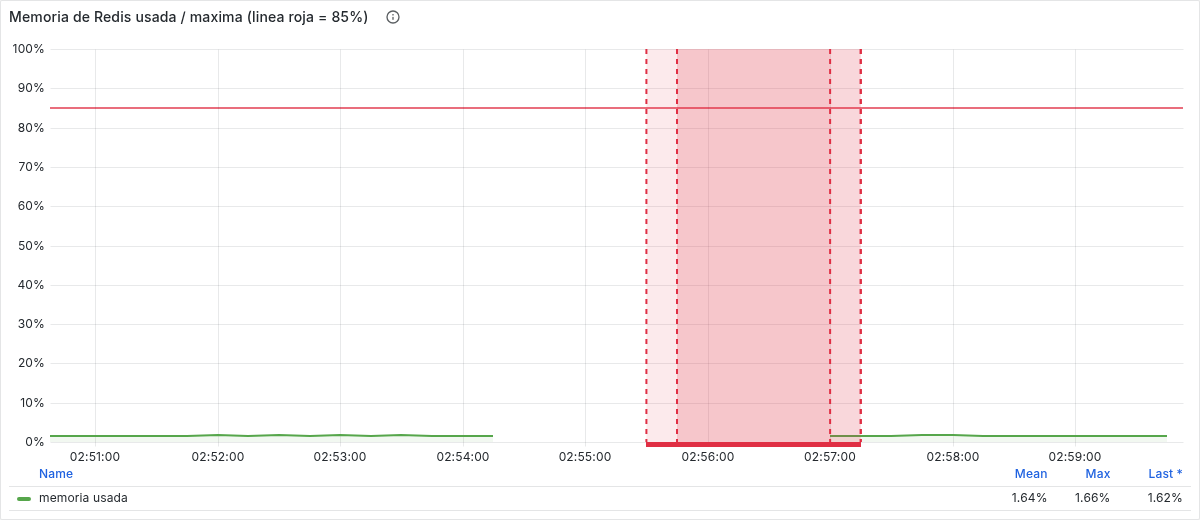 Memoria de Redis usada / maxima (linea roja = 85%)
100%
90%
80%
70%
60%
50%
40%
30%
20%
10%
0%
02:51:00 02:52:00 02:53:00 02:54:00 02:55:00 02:56:00 02:57:00 02:58:00 02:59:00
Name Mean Max Last *
memoria usada 1.64% 1.66% 1.62%